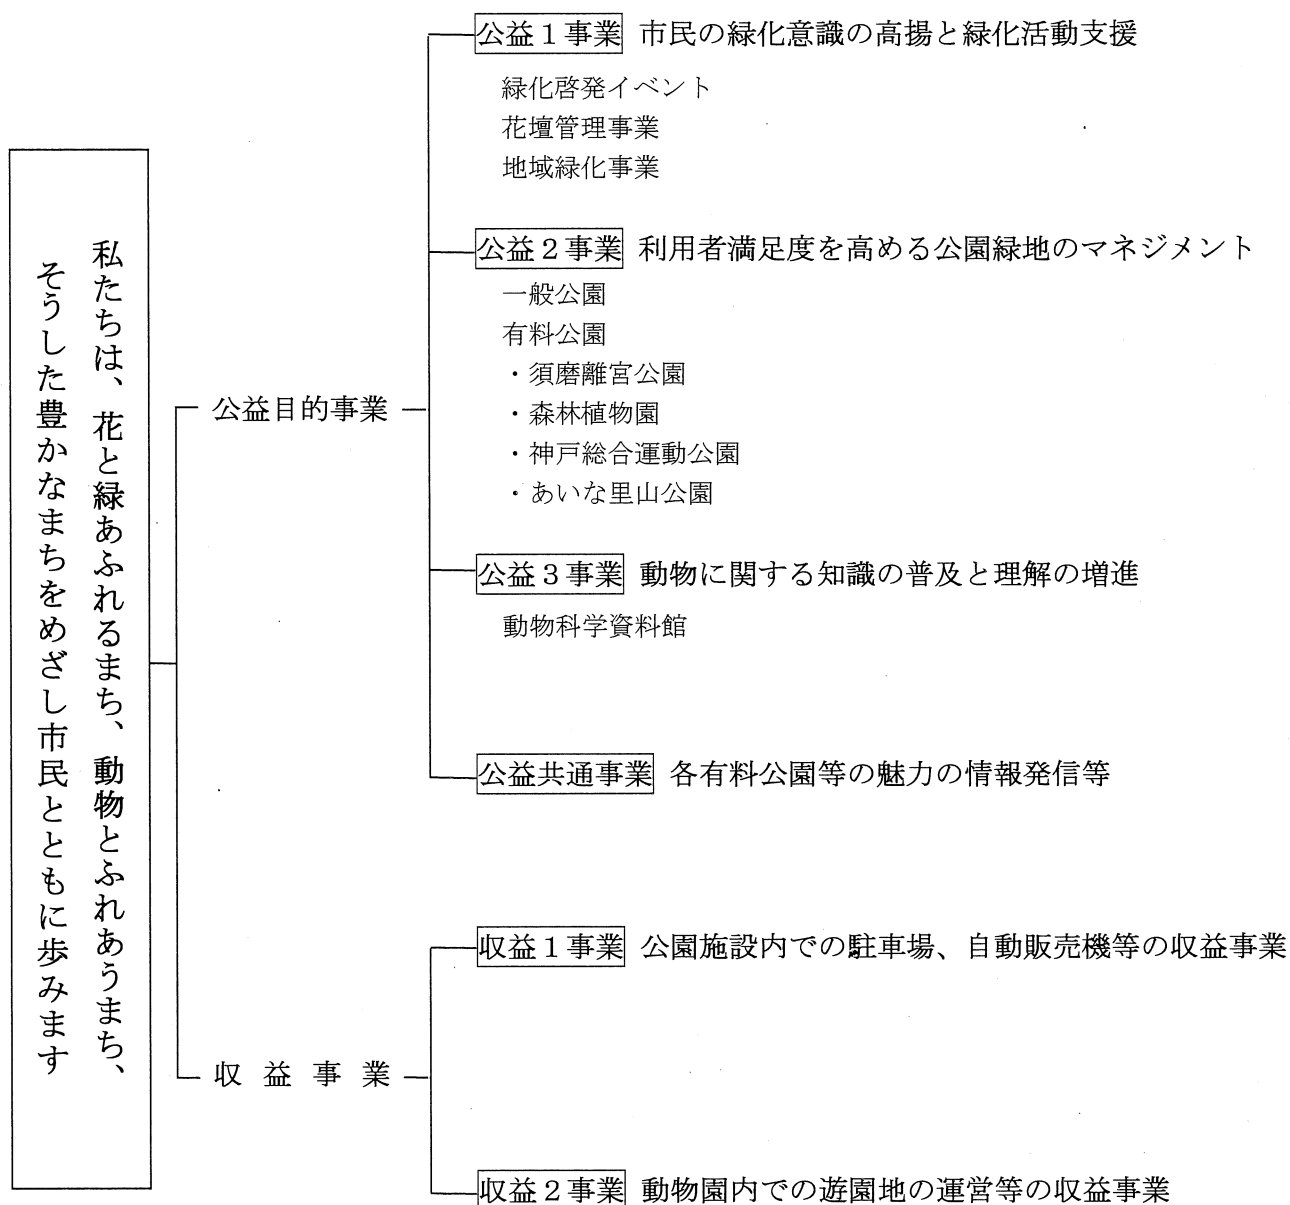 私たちは、花と緑あふれるまち、動物とふれあうまち、
そうした豊かなまちをめざし市民とともに歩みます
公益目的事業
公益１事業 市民の緑化意識の高揚と緑化活動支援
緑化啓発イベント
花壇管理事業
地域緑化事業
公益２事業 利用者満足度を高める公園緑地のマネジメント
一般公園
有料公園
・須磨離宮公園
・森林植物園
・神戸総合運動公園
・あいな里山公園
公益３事業 動物に関する知識の普及と理解の増進
動物科学資料館
公益共通事業 各有料公園等の魅力の情報発信等
収益事業
収益１事業 公園施設内での駐車場、自動販売機等の収益事業
収益２事業 動物園内での遊園地の運営等の収益事業